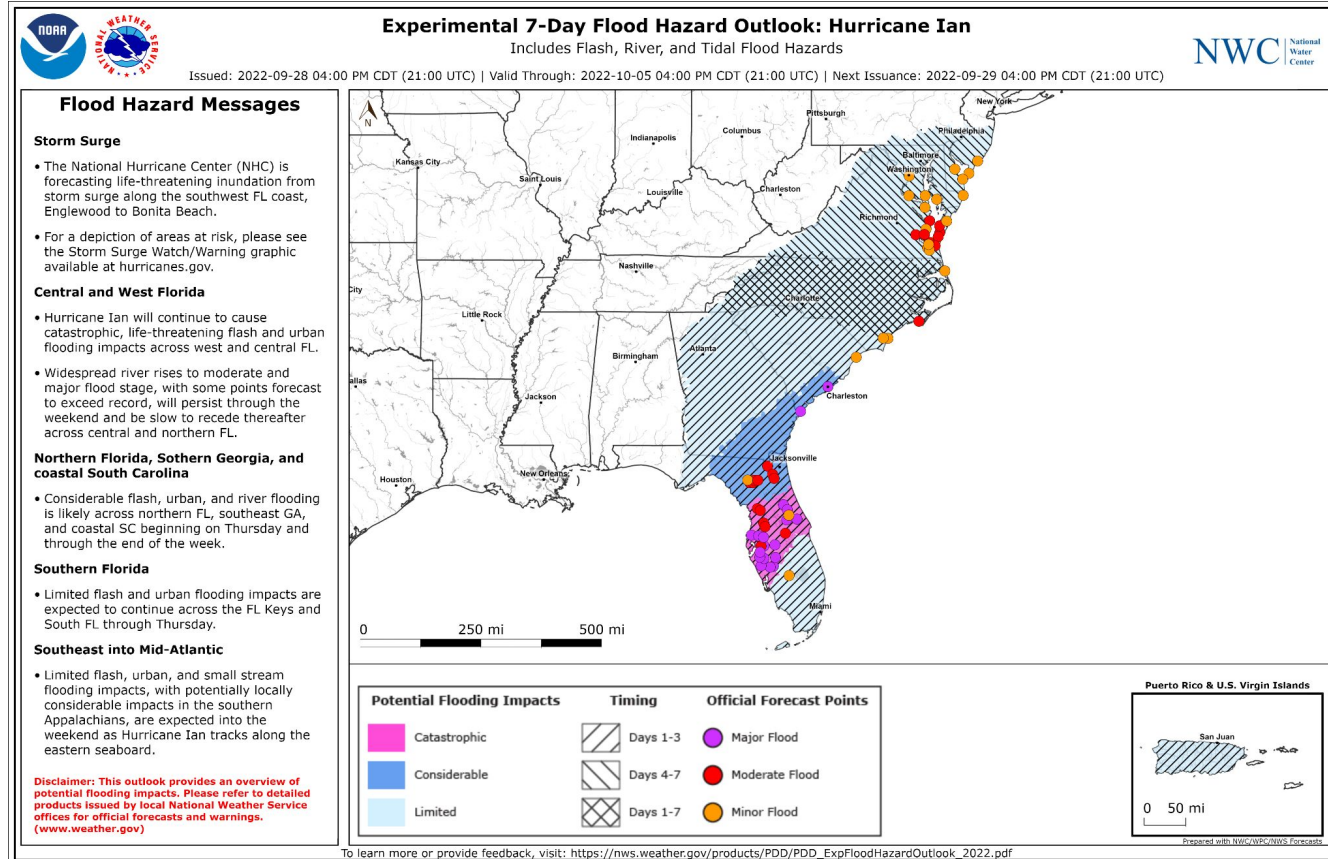 Experimental 7-Day Flood Hazard Outlook: Hurricane Ian
Includes Flash, River, and Tidal Flood Hazards
Issued: 2022-09-28 04:00 PM CDT (21:00 UTC) | Valid Through: 2022-10-05 04:00 PM CDT (21:00 UTC) | Next Issuance: 2022-09-29 04:00 PM CDT (21:00 UTC)
NOAA
NATIONAL WEATHER SERVICE
NWC | National
Water
Center
Flood Hazard Messages
Storm Surge
• The National Hurricane Center (NHC) is
forecasting life-threatening inundation from
storm surge along the southwest FL coast,
Englewood to Bonita Beach.
• For a depiction of areas at risk, please see
the Storm Surge Watch/Warning graphic
available at hurricanes.gov.
Central and West Florida
• Hurricane Ian will continue to cause
catastrophic, life-threatening flash and urban
flooding impacts across west and central FL.
• Widespread river rises to moderate and
major flood stage, with some points forecast
to exceed record, will persist through the
weekend and be slow to recede thereafter
across central and northern FL.
Northern Florida, Sothern Georgia, and
coastal South Carolina
• Considerable flash, urban, and river flooding
is likely across northern FL, southeast GA,
and coastal SC beginning on Thursday and
through the end of the week.
Southern Florida
• Limited flash and urban flooding impacts are
expected to continue across the FL Keys and
South FL through Thursday.
Southeast into Mid-Atlantic
• Limited flash, urban, and small stream
flooding impacts, with potentially locally
considerable impacts in the southern
Appalachians, are expected into the
weekend as Hurricane Ian tracks along the
eastern seaboard.
Disclaimer: This outlook provides an overview of
potential flooding impacts. Please refer to detailed
products issued by local National Weather Service
offices for official forecasts and warnings.
(www.weather.gov)
N
New York
Pittsburgh
Philadelphia
Columbus
Indianapolis
Baltimore
Kansas City
Washington
Saint Louis
Louisville
Charleston
Richmond
Nashville
City
Charlotte
Little Rock
Atlanta
Birmingham
allas
Jackson
Charleston
Jacksonville
New Orleans
Houston
Miami
0 250 mi 500 mi
Potential Flooding Impacts Timing Official Forecast Points
Catastrophic Days 1-3 Major Flood
Considerable Days 4-7 Moderate Flood
Limited Days 1-7 Minor Flood
Puerto Rico & U.S. Virgin Islands
San Juan
0 50 mi
Prepared with NWC/WPC/NWS Forecasts
To learn more or provide feedback, visit: https://nws.weather.gov/products/PDD/PDD_ExpFloodHazardOutlook_2022.pdf